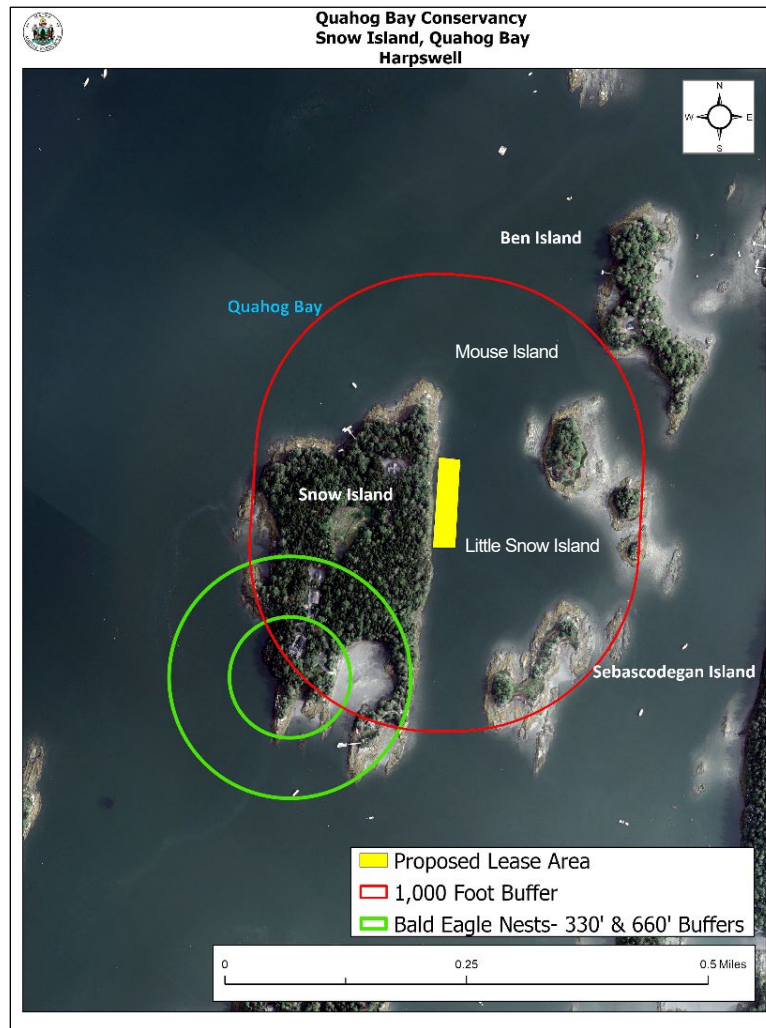 Quahog Bay Conservancy
Snow Island, Quahog Bay
Harpswell
N
W E
S
Ben Island
Quahog Bay
Mouse Island
Snow Island
Little Snow Island
Sebascodegan Island
Proposed Lease Area
1,000 Foot Buffer
Bald Eagle Nests- 330' & 660' Buffers
0 0.25 0.5 Miles